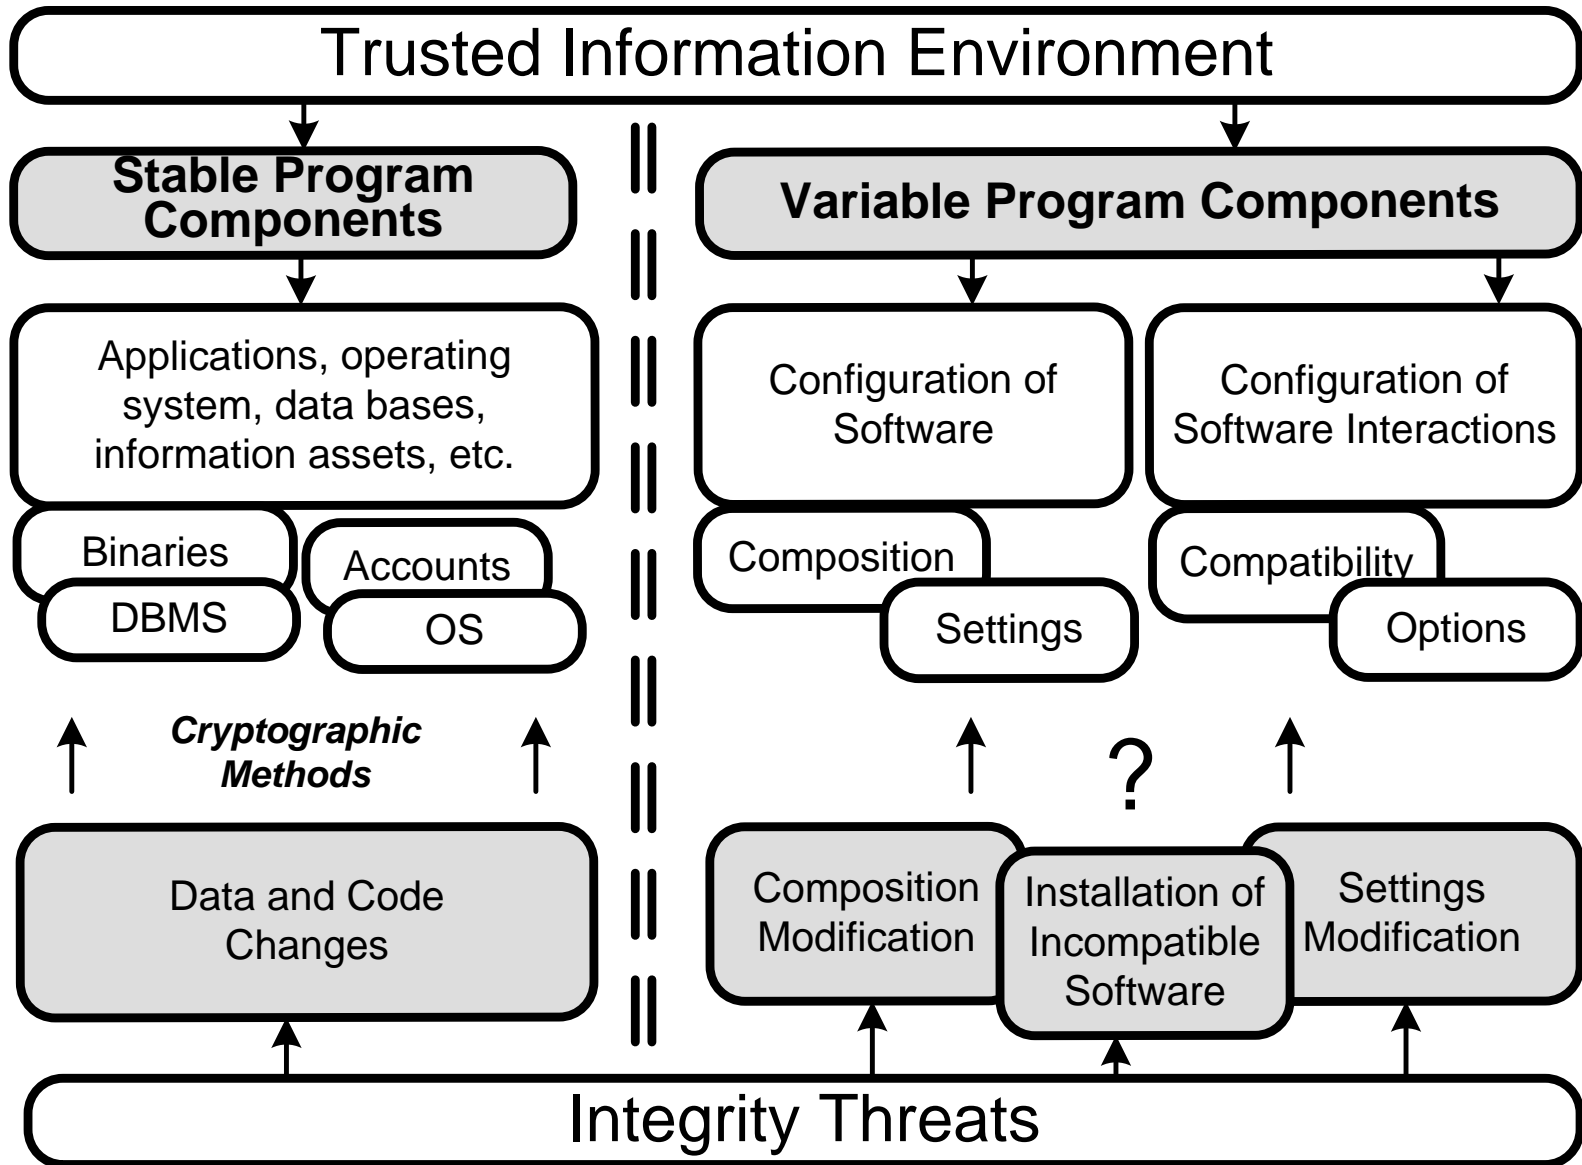 Trusted Information Environment
Stable Program
Components
Variable Program Components
Applications, operating
system, data bases,
information assets, etc.
Configuration of
Software
Configuration of
Software Interactions
Binaries
Accounts
DBMS
OS
Composition
Settings
Compatibility
Options
Cryptographic
Methods
?
Data and Code
Changes
Composition
Modification
Installation of
Incompatible
Software
Settings
Modification
Integrity Threats